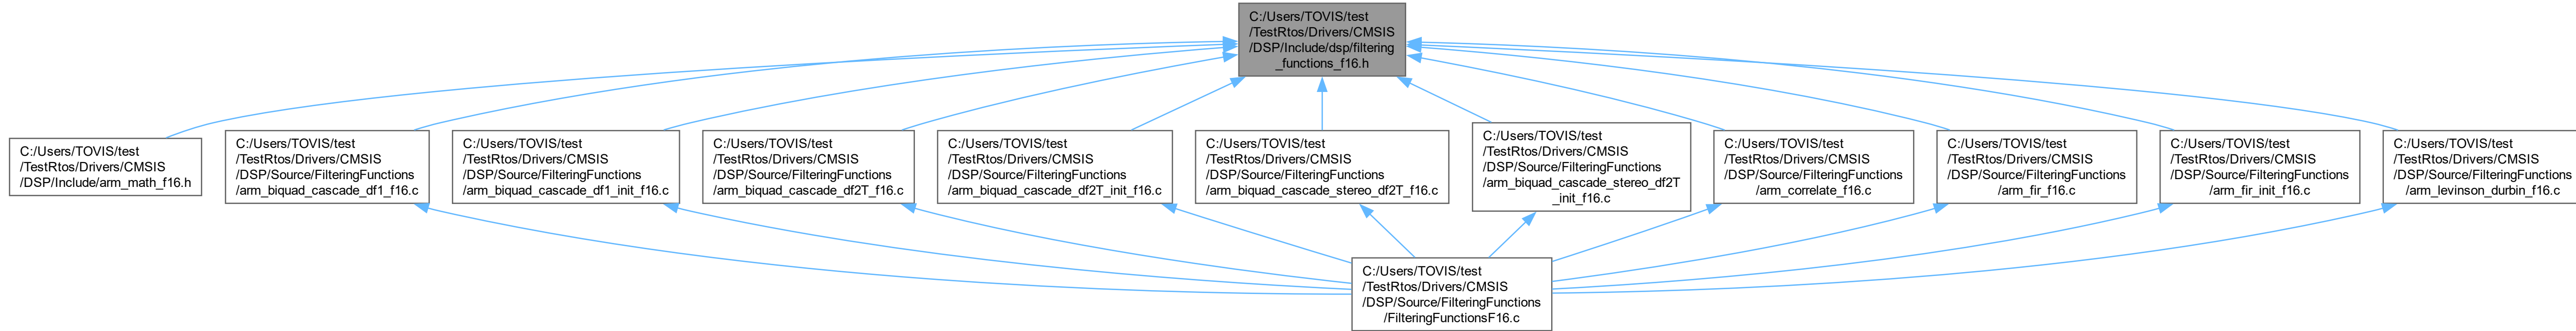 C:/Users/TOVIS/test
/TestRtos/Drivers/CMSIS
/DSP/Include/dsp/filtering
_functions_f16.h
C:/Users/TOVIS/test
/TestRtos/Drivers/CMSIS
/DSP/Include/arm_math_f16.h
C:/Users/TOVIS/test
/TestRtos/Drivers/CMSIS
/DSP/Source/FilteringFunctions
/arm_biquad_cascade_df1_f16.c
C:/Users/TOVIS/test
/TestRtos/Drivers/CMSIS
/DSP/Source/FilteringFunctions
/arm_biquad_cascade_df1_init_f16.c
C:/Users/TOVIS/test
/TestRtos/Drivers/CMSIS
/DSP/Source/FilteringFunctions
/arm_biquad_cascade_df2T_f16.c
C:/Users/TOVIS/test
/TestRtos/Drivers/CMSIS
/DSP/Source/FilteringFunctions
/arm_biquad_cascade_df2T_init_f16.c
C:/Users/TOVIS/test
/TestRtos/Drivers/CMSIS
/DSP/Source/FilteringFunctions
/arm_biquad_cascade_stereo_df2T_f16.c
C:/Users/TOVIS/test
/TestRtos/Drivers/CMSIS
/DSP/Source/FilteringFunctions
/arm_biquad_cascade_stereo_df2T
_init_f16.c
C:/Users/TOVIS/test
/TestRtos/Drivers/CMSIS
/DSP/Source/FilteringFunctions
/arm_correlate_f16.c
C:/Users/TOVIS/test
/TestRtos/Drivers/CMSIS
/DSP/Source/FilteringFunctions
/arm_fir_f16.c
C:/Users/TOVIS/test
/TestRtos/Drivers/CMSIS
/DSP/Source/FilteringFunctions
/arm_fir_init_f16.c
C:/Users/TOVIS/test
/TestRtos/Drivers/CMSIS
/DSP/Source/FilteringFunctions
/arm_levinson_durbin_f16.c
C:/Users/TOVIS/test
/TestRtos/Drivers/CMSIS
/DSP/Source/FilteringFunctions
/FilteringFunctionsF16.c